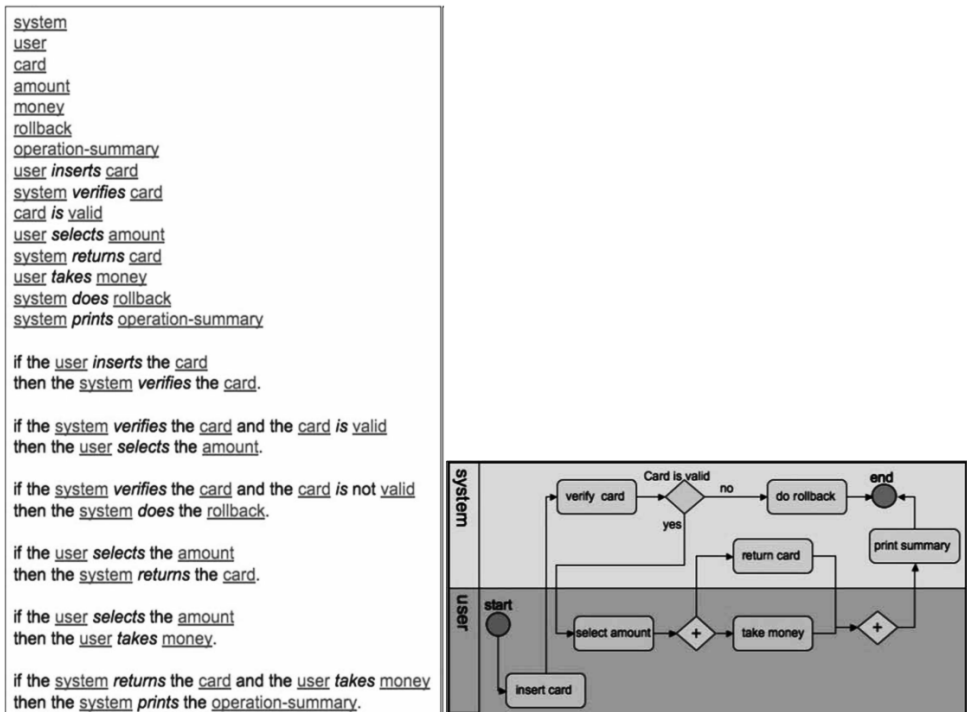 system
user
card
amount
money
rollback
operation-summary
user inserts card
system verifies card
card is valid
user selects amount
system returns card
user takes money
system does rollback
system prints operation-summary
if the user inserts the card
then the system verifies the card.
if the system verifies the card and the card is valid
then the user selects the amount.
if the system verifies the card and the card is not valid
then the system does the rollback.
if the user selects the amount
then the system returns the card.
if the user selects the amount
then the user takes money.
if the system returns the card and the user takes money
then the system prints the operation-summary.
system
Card is valid
end
verify card
no
do rollback
yes
return card
print summary
user
start
select amount
+
take money
+
insert card